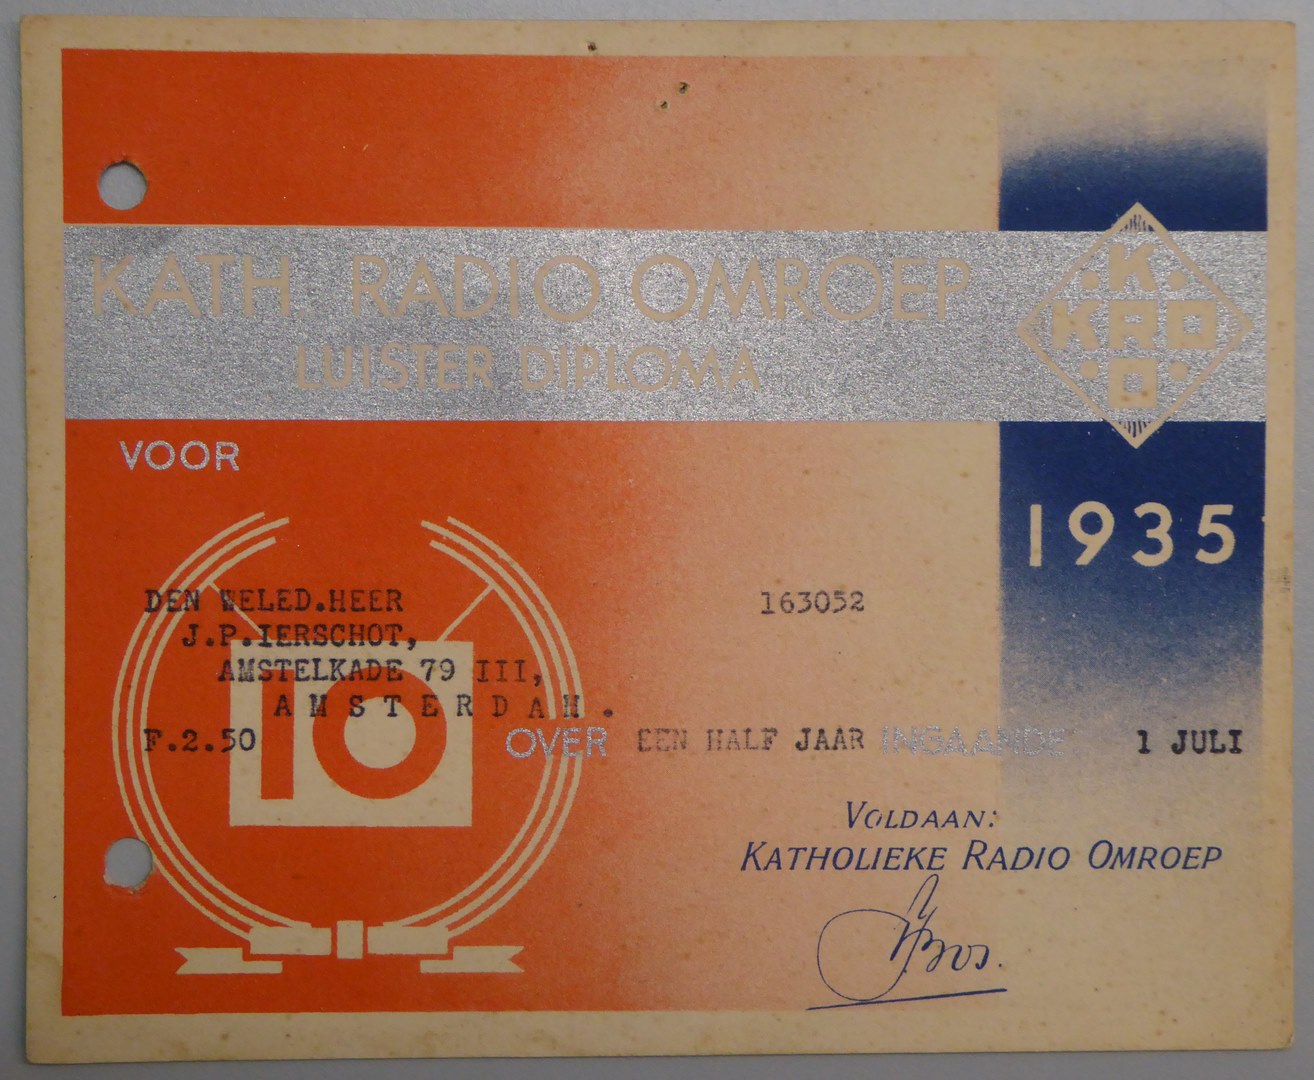 KATH. RADIO OMROEP
LUISTER DIPLOMA
K
KRO
O
VOOR
1935
DEN WELED.HEER
163052
J.P.IERSCHOT,
AMSTELKADE 79 III,
AMSTERDAM.
10
F.2.50 OVER EEN HALF JAAR INGAANDE 1 JULI
VOLDAAN:
KATHOLIEKE RADIO OMROEP
Bos.